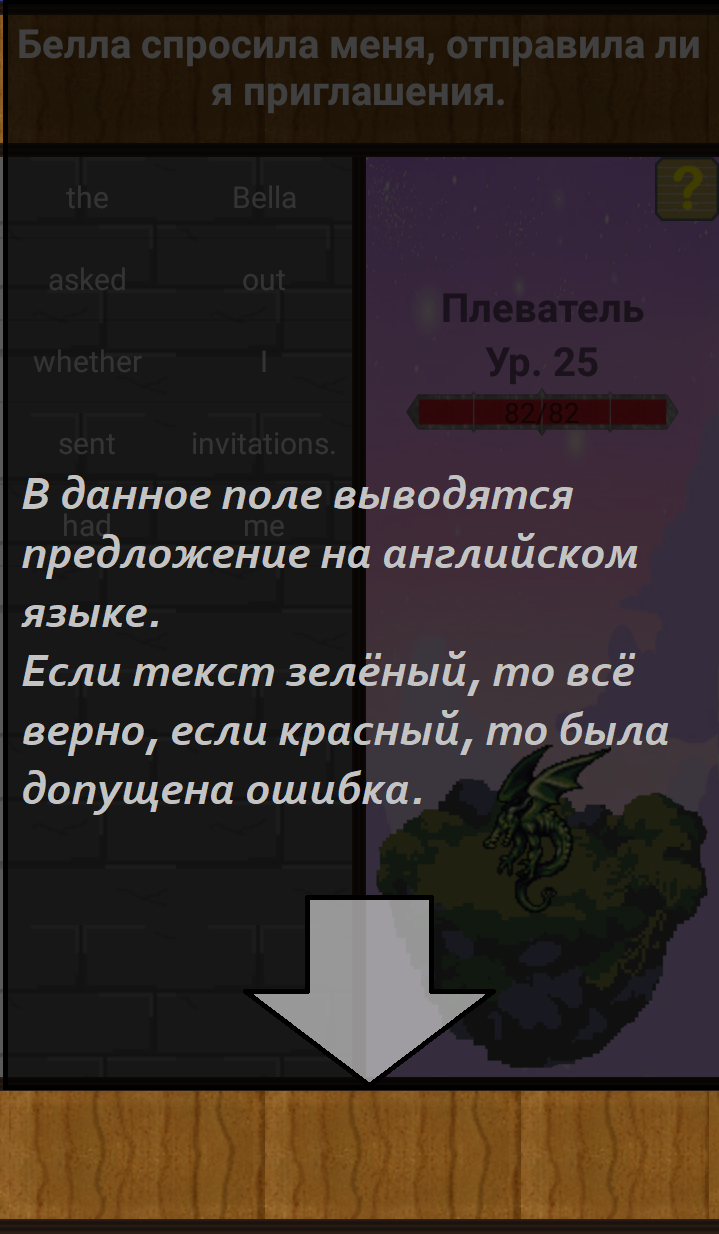 Белла спросила меня, отправила ли
я приглашения.
the Bella
asked out
whether I
sent invitations.
had me
?
Плеватель
Ур. 25
82/82
В данное поле выводятся
предложение на английском
языке.
Если текст зелёный, то всё
верно, если красный, то была
допущена ошибка.